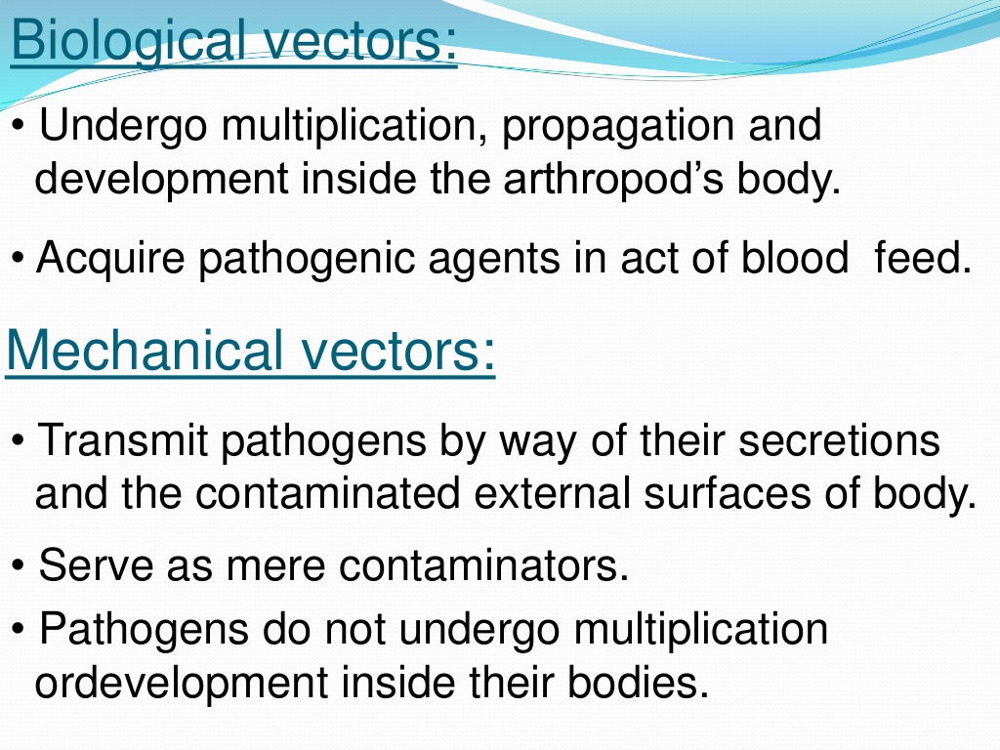 Biological vectors:
• Undergo multiplication, propagation and
development inside the arthropod’s body.
• Acquire pathogenic agents in act of blood  feed.
Mechanical vectors:
• Transmit pathogens by way of their secretions
and the contaminated external surfaces of body.
• Serve as mere contaminators.
• Pathogens do not undergo multiplication
ordevelopment inside their bodies.